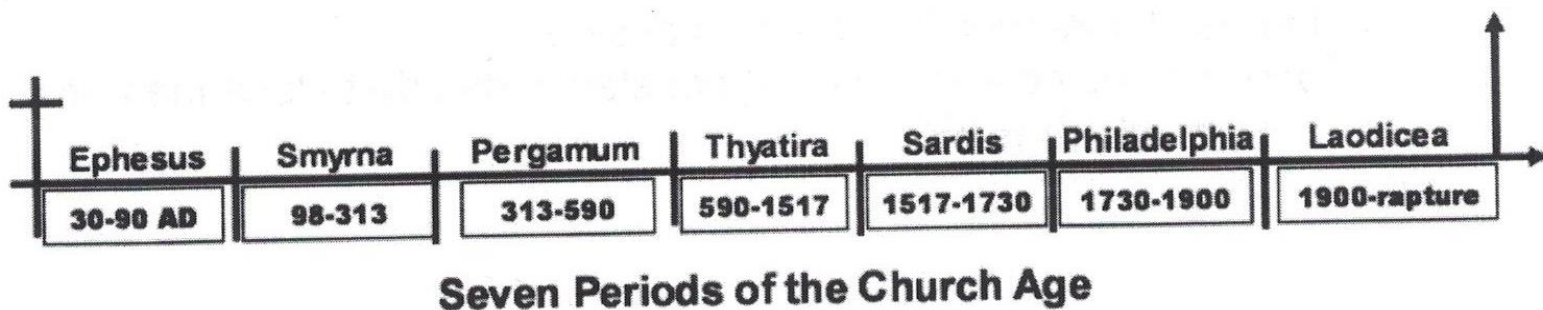 Ephesus Smyrna Pergamum Thyatira Sardis Philadelphia Laodicea
30-90 AD 98-313 313-590 590-1517 1517-1730 1730-1900 1900-rapture
Seven Periods of the Church Age